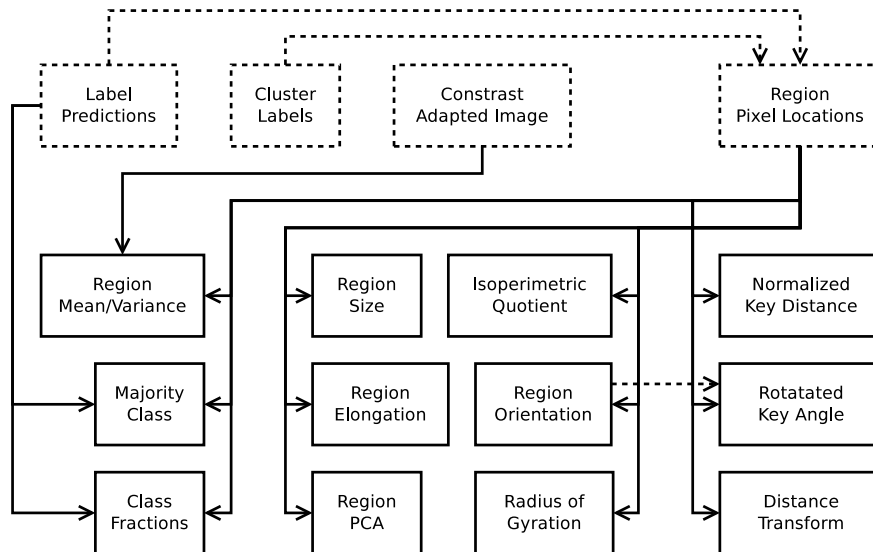 Label
Predictions
Cluster
Labels
Constrast
Adapted Image
Region
Pixel Locations
Region
Mean/Variance
Region
Size
Isoperimetric
Quotient
Normalized
Key Distance
Majority
Class
Region
Elongation
Region
Orientation
Rotatated
Key Angle
Class
Fractions
Region
PCA
Radius of
Gyration
Distance
Transform